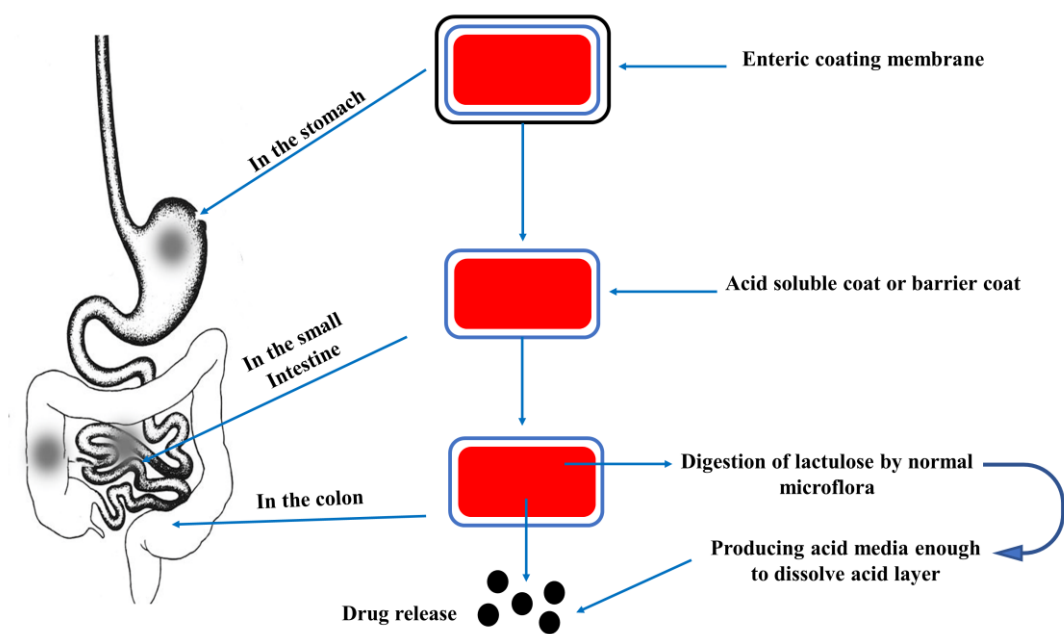 Enteric coating membrane
In the stomach
Acid soluble coat or barrier coat
In the small
Intestine
Digestion of lactulose by normal
microflora
In the colon
Producing acid media enough
to dissolve acid layer
Drug release